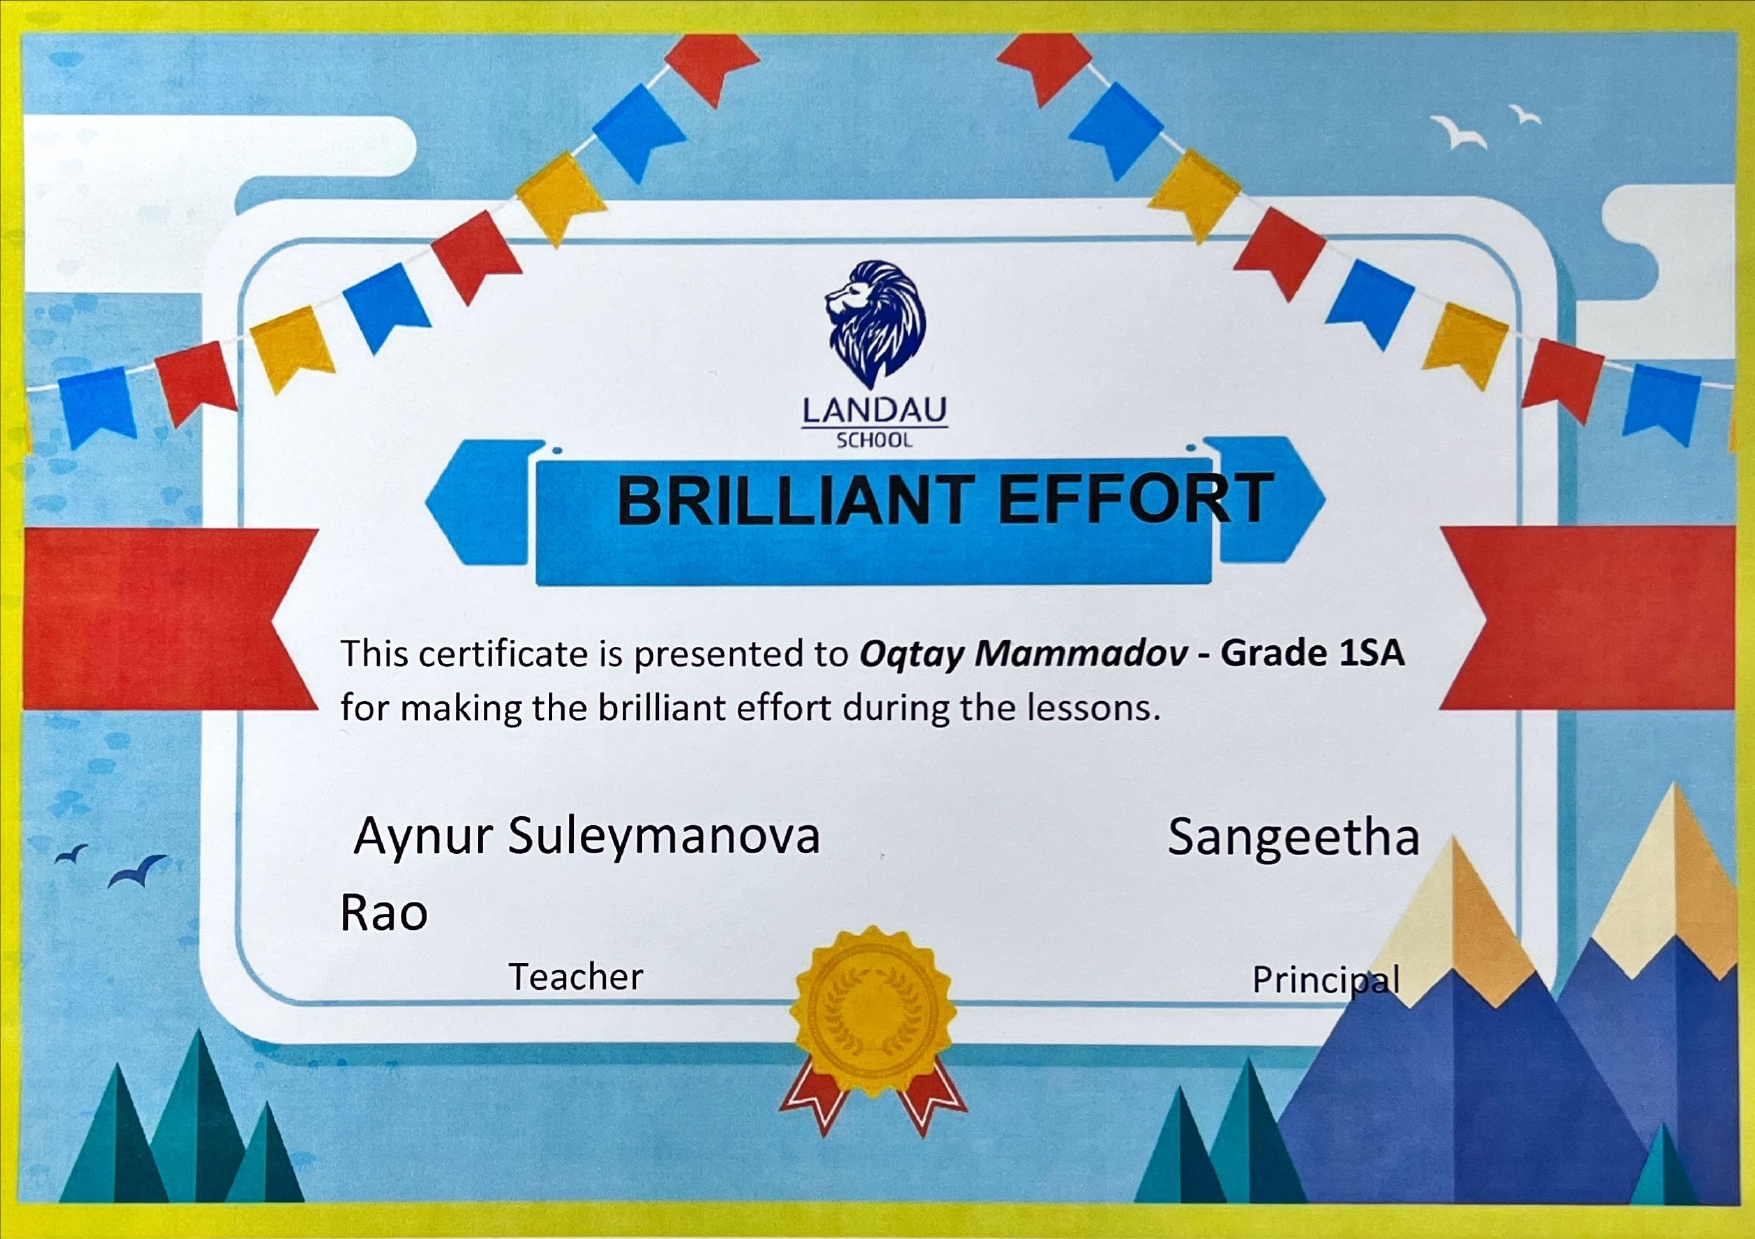 LANDAU
SCHOOL
BRILLIANT EFFORT
This certificate is presented to Oqtay Mammadov - Grade 1SA
for making the brilliant effort during the lessons.
Aynur Suleymanova Sangeetha
Rao
Teacher Principal